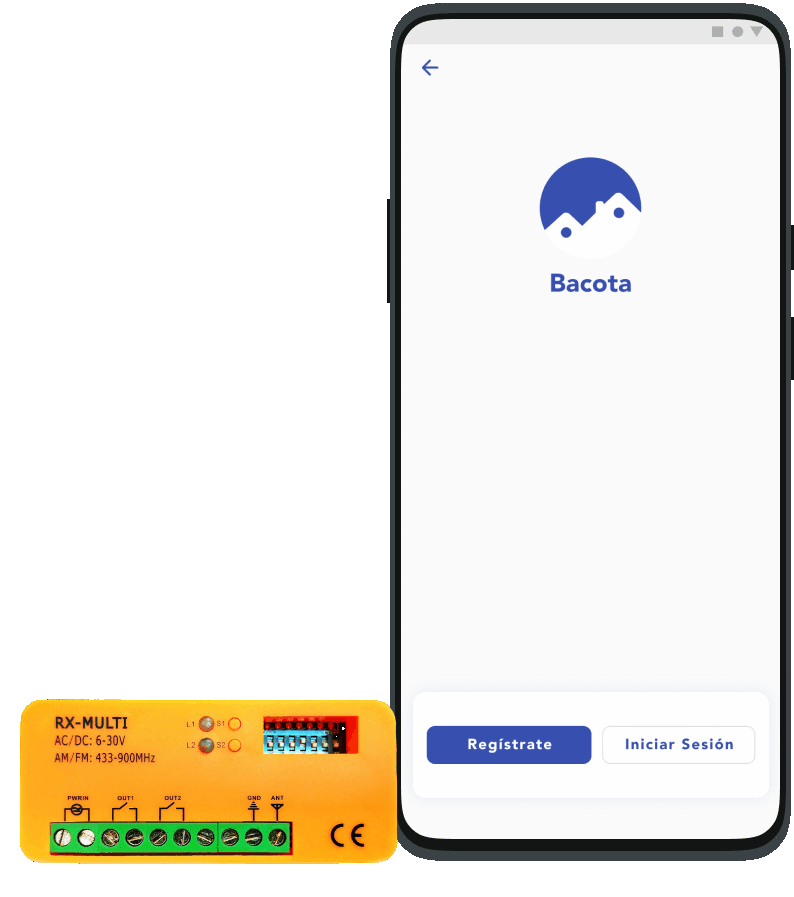 Bacota
Regístrate
Iniciar Sesión
RX-MULTI
AC/DC: 6-30V
AM/FM: 433-900MHz
L1 S1
L2 S2
PWRIN OUT1 OUT2 GND ANT
CE